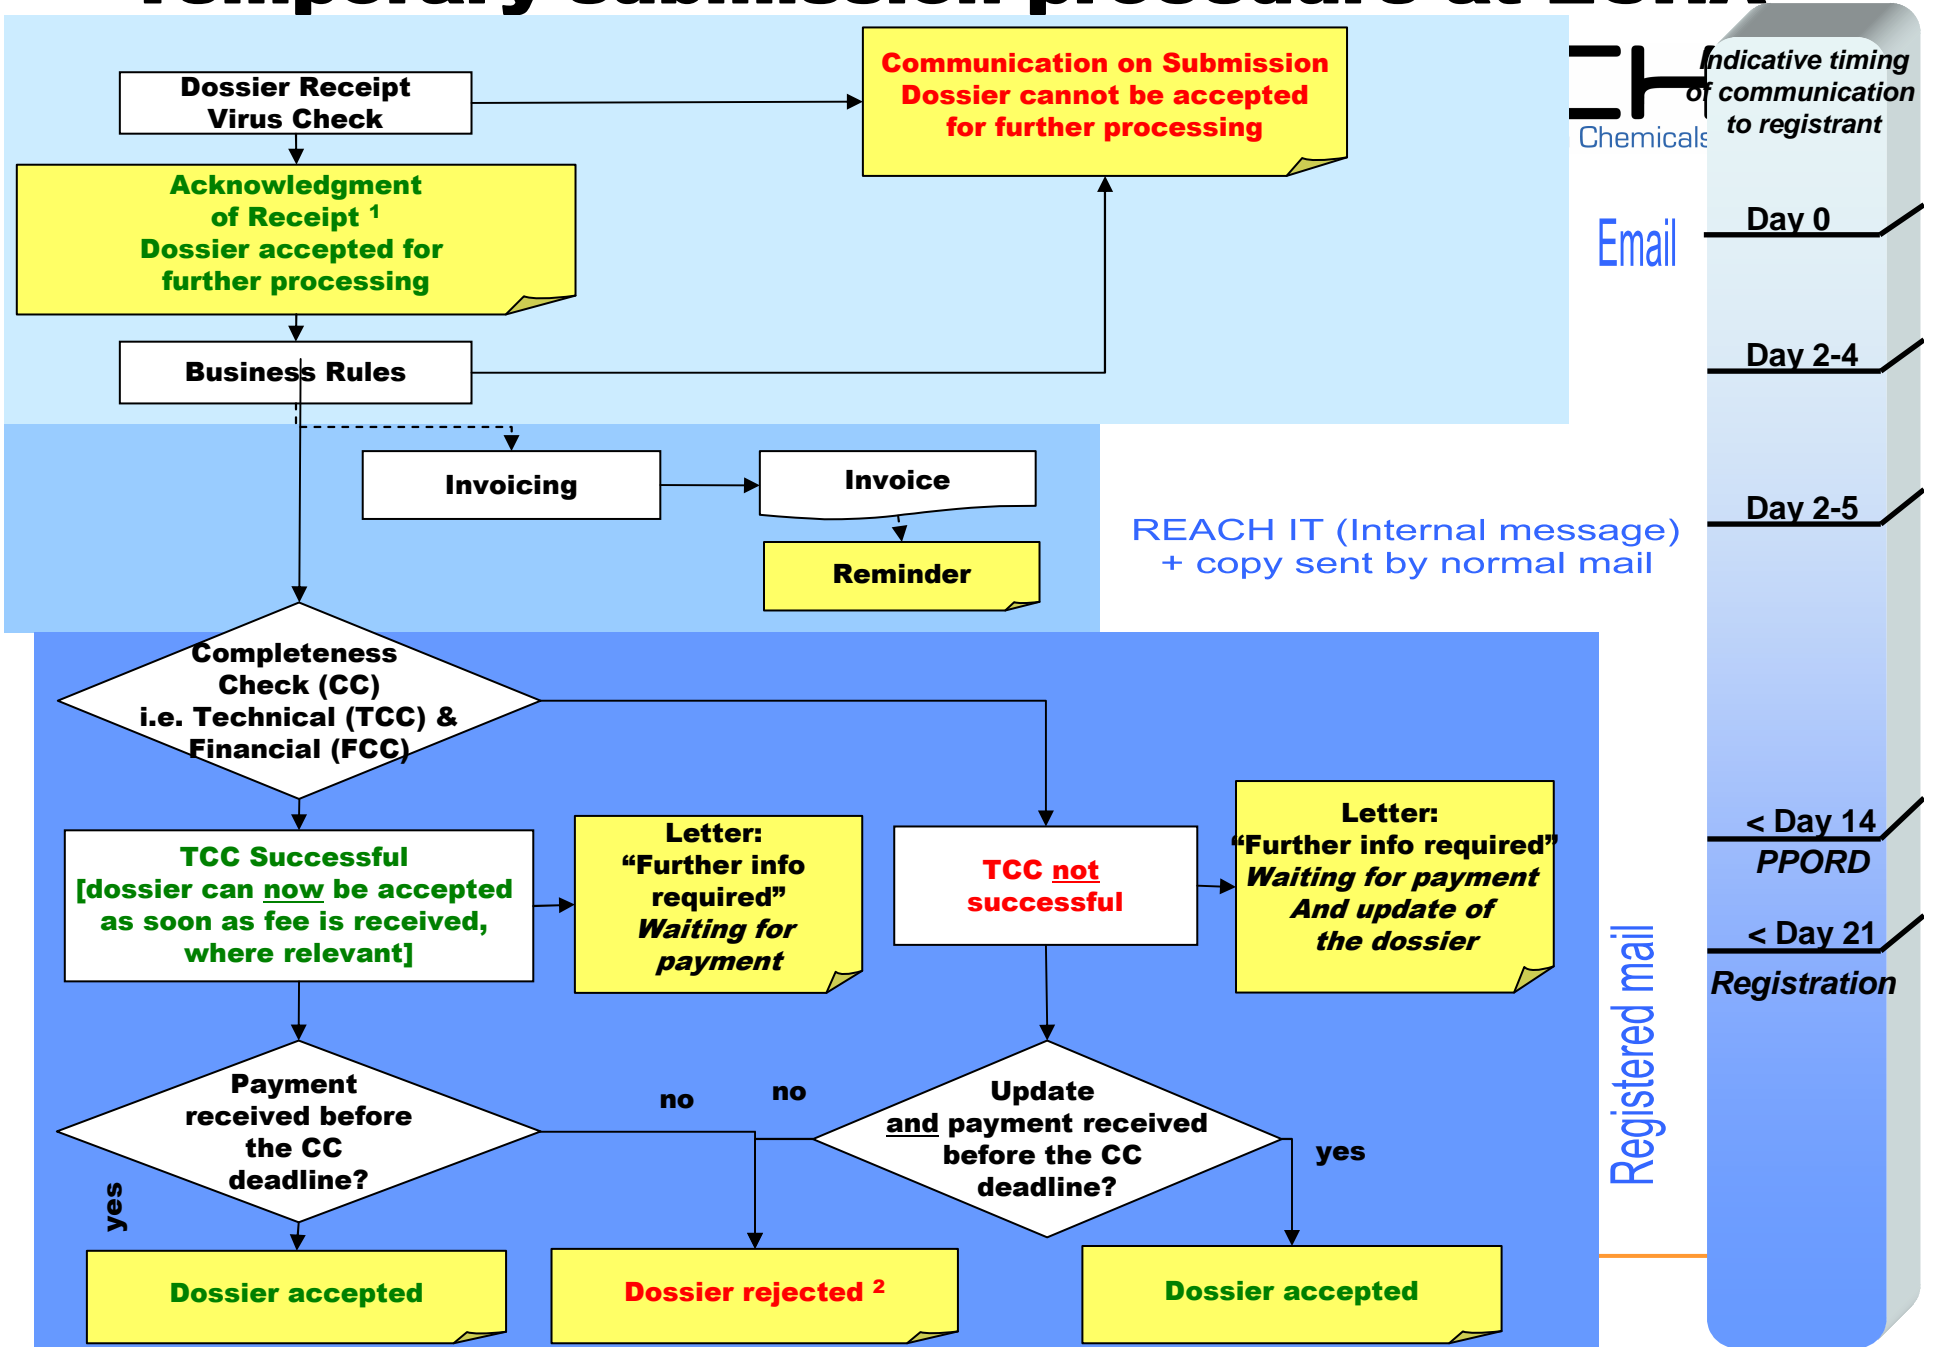 Temporary submission procedure at ECHA
Dossier Receipt
Virus Check
Communication on Submission
Dossier cannot be accepted
for further processing
Chemicals
Indicative timing
of communication
to registrant
Acknowledgment
of Receipt 1
Dossier accepted for
further processing
Email
Day 0
Business Rules
Day 2-4
Invoicing
Invoice
Reminder
REACH IT (Internal message)
+ copy sent by normal mail
Day 2-5
Completeness
Check (CC)
i.e. Technical (TCC) &
Financial (FCC)
TCC Successful
[dossier can now be accepted
as soon as fee is received,
where relevant]
Letter:
“Further info
required”
Waiting for
payment
TCC not
successful
Letter:
“Further info required”
Waiting for payment
And update of
the dossier
< Day 14
PPORD
< Day 21
Registration
Registered mail
Payment
received before
the CC
deadline?
no
no
Update
and payment received
before the CC
deadline?
yes
yes
Dossier accepted
Dossier rejected 2
Dossier accepted